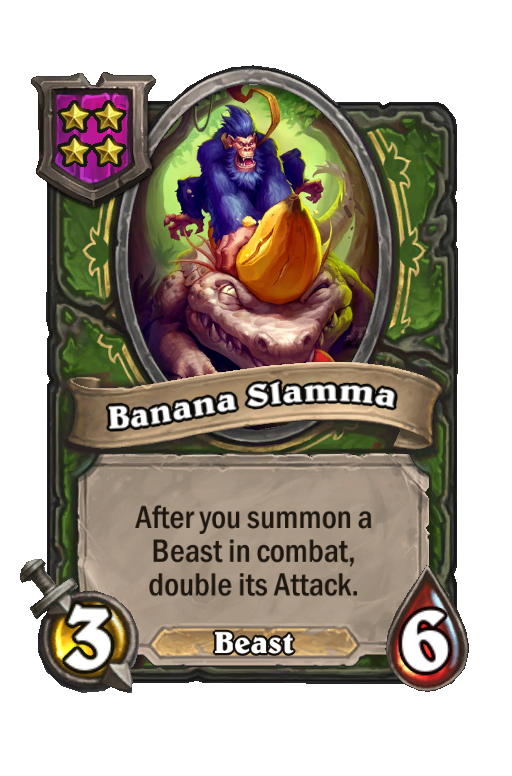 Banana Slamma
After you summon a
Beast in combat,
double its Attack.
3
Beast
6